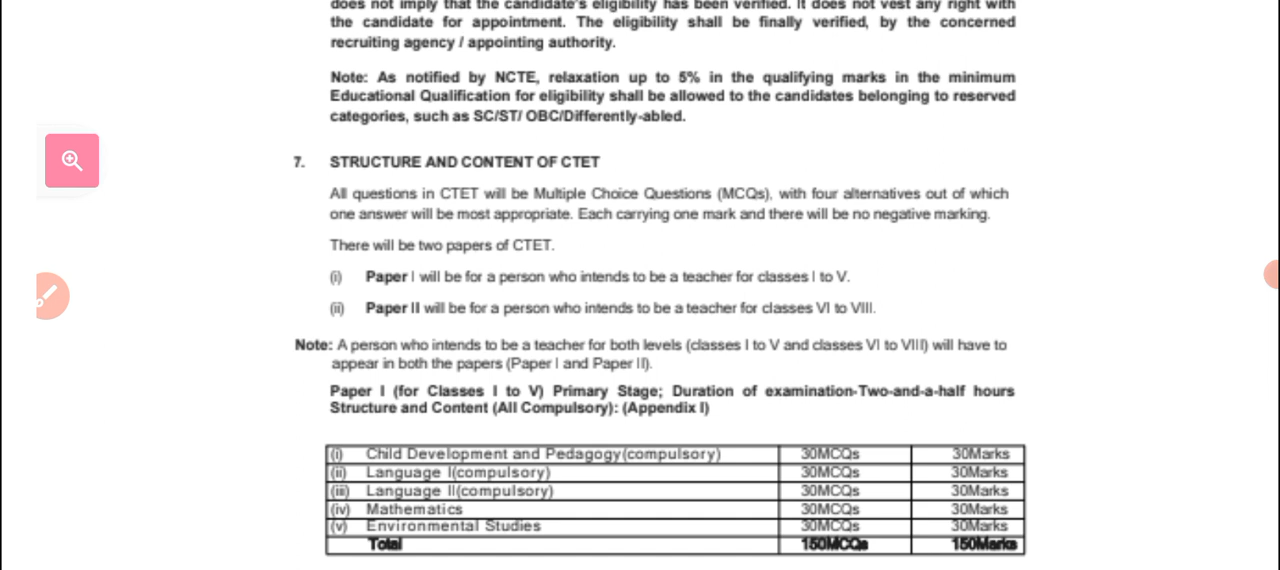 does not imply that the candidate's eligibility has been verified. It does not vest any right with
the candidate for appointment. The eligibility shall be finally verified, by the concerned
recruiting agency / appointing authority.
Note: As notified by NCTE, relaxation up to 5% in the qualifying marks in the minimum
Educational Qualification for eligibility shall be allowed to the candidates belonging to reserved
categories, such as SC/ST/ OBC/Differently-abled.
7. STRUCTURE AND CONTENT OF CTET
All questions in CTET will be Multiple Choice Questions (MCQs), with four alternatives out of which
one answer will be most appropriate. Each carrying one mark and there will be no negative marking.
There will be two papers of CTET.
(i) Paper I will be for a person who intends to be a teacher for classes I to V.
(ii) Paper II will be for a person who intends to be a teacher for classes VI to VIII.
Note: A person who intends to be a teacher for both levels (classes I to V and classes VI to VIII) will have to
appear in both the papers (Paper I and Paper II).
Paper I (for Classes I to V) Primary Stage; Duration of examination-Two-and-a-half hours
Structure and Content (All Compulsory): (Appendix I)
(i) Child Development and Pedagogy(compulsory) 30MCQs 30Marks
(ii) Language I(compulsory) 30MCQs 30Marks
(iii) Language II(compulsory) 30MCQs 30Marks
(iv) Mathematics 30MCQs 30Marks
(v) Environmental Studies 30MCQs 30Marks
Total 150MCQs 150Marks